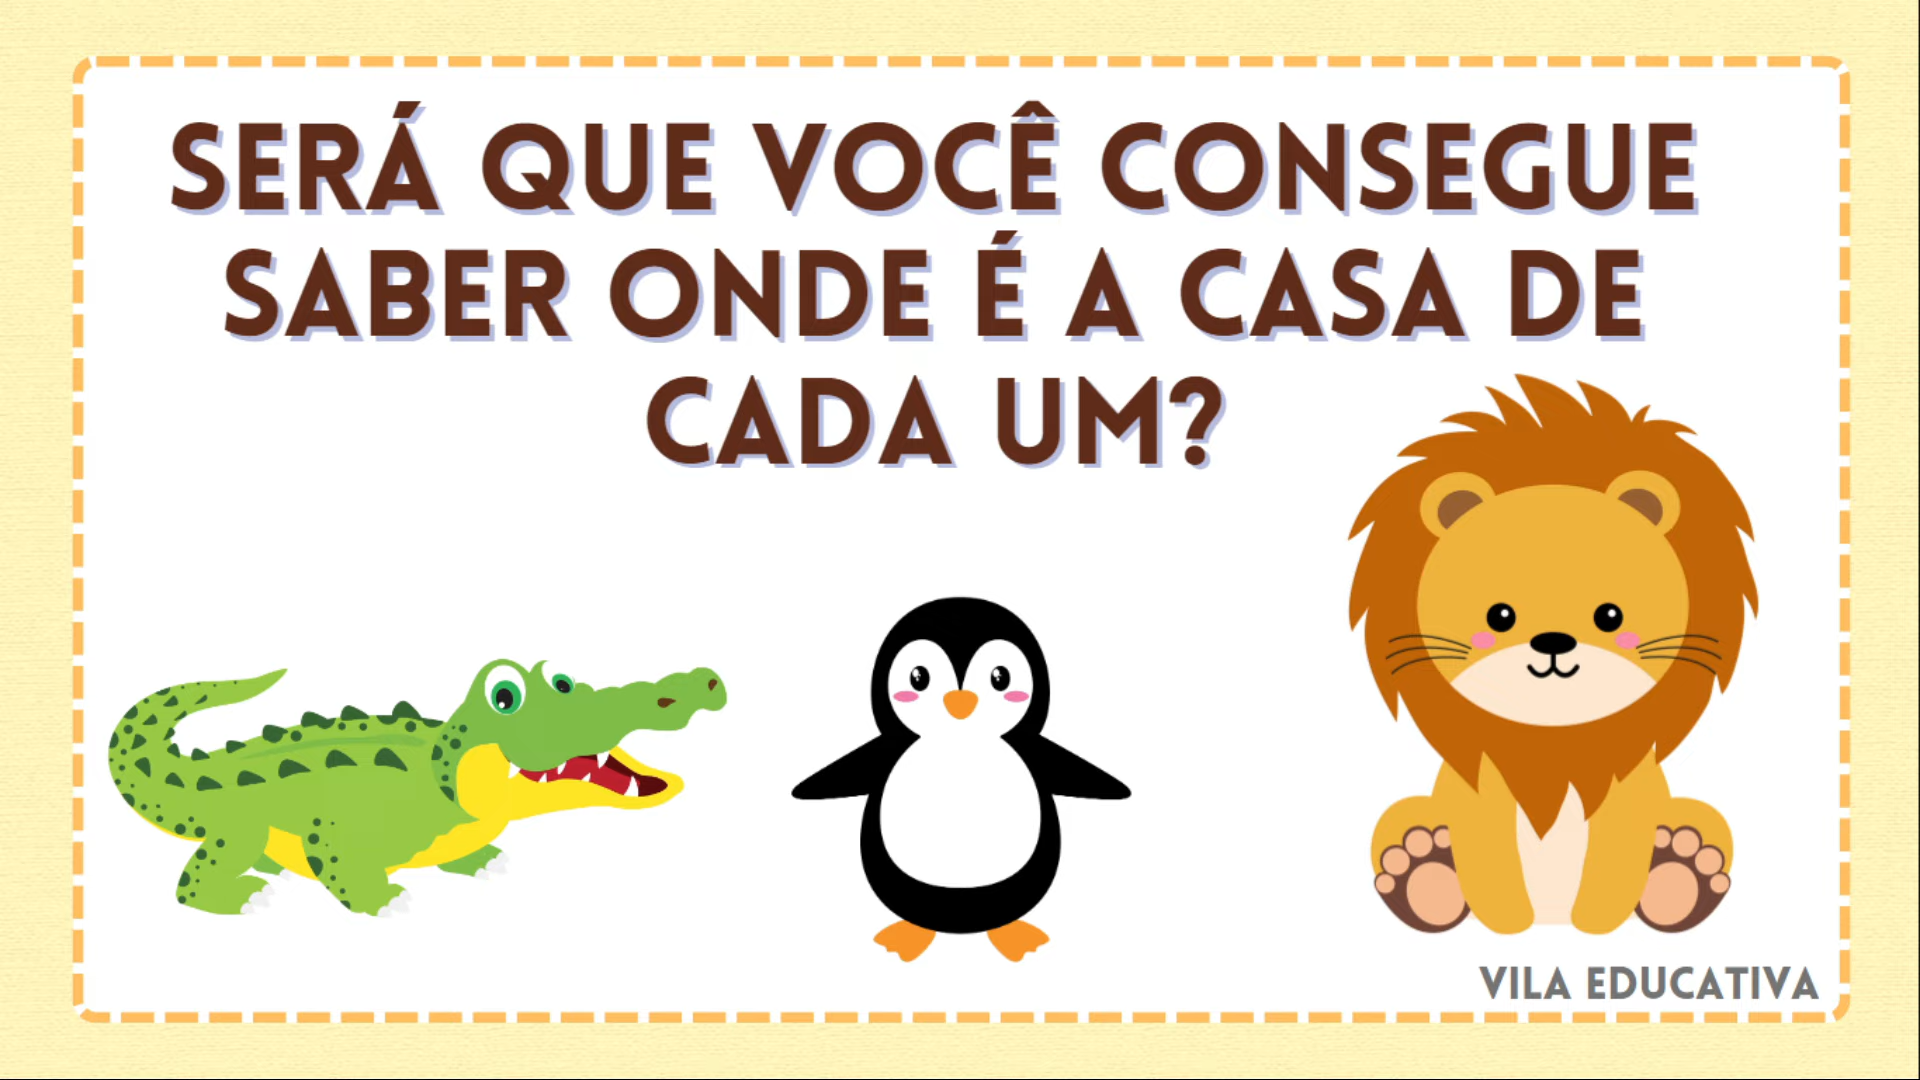 SERÁ QUE VOCÊ CONSEGUE
SABER ONDE É A CASA DE
CADA UM?
VILA EDUCATIVA